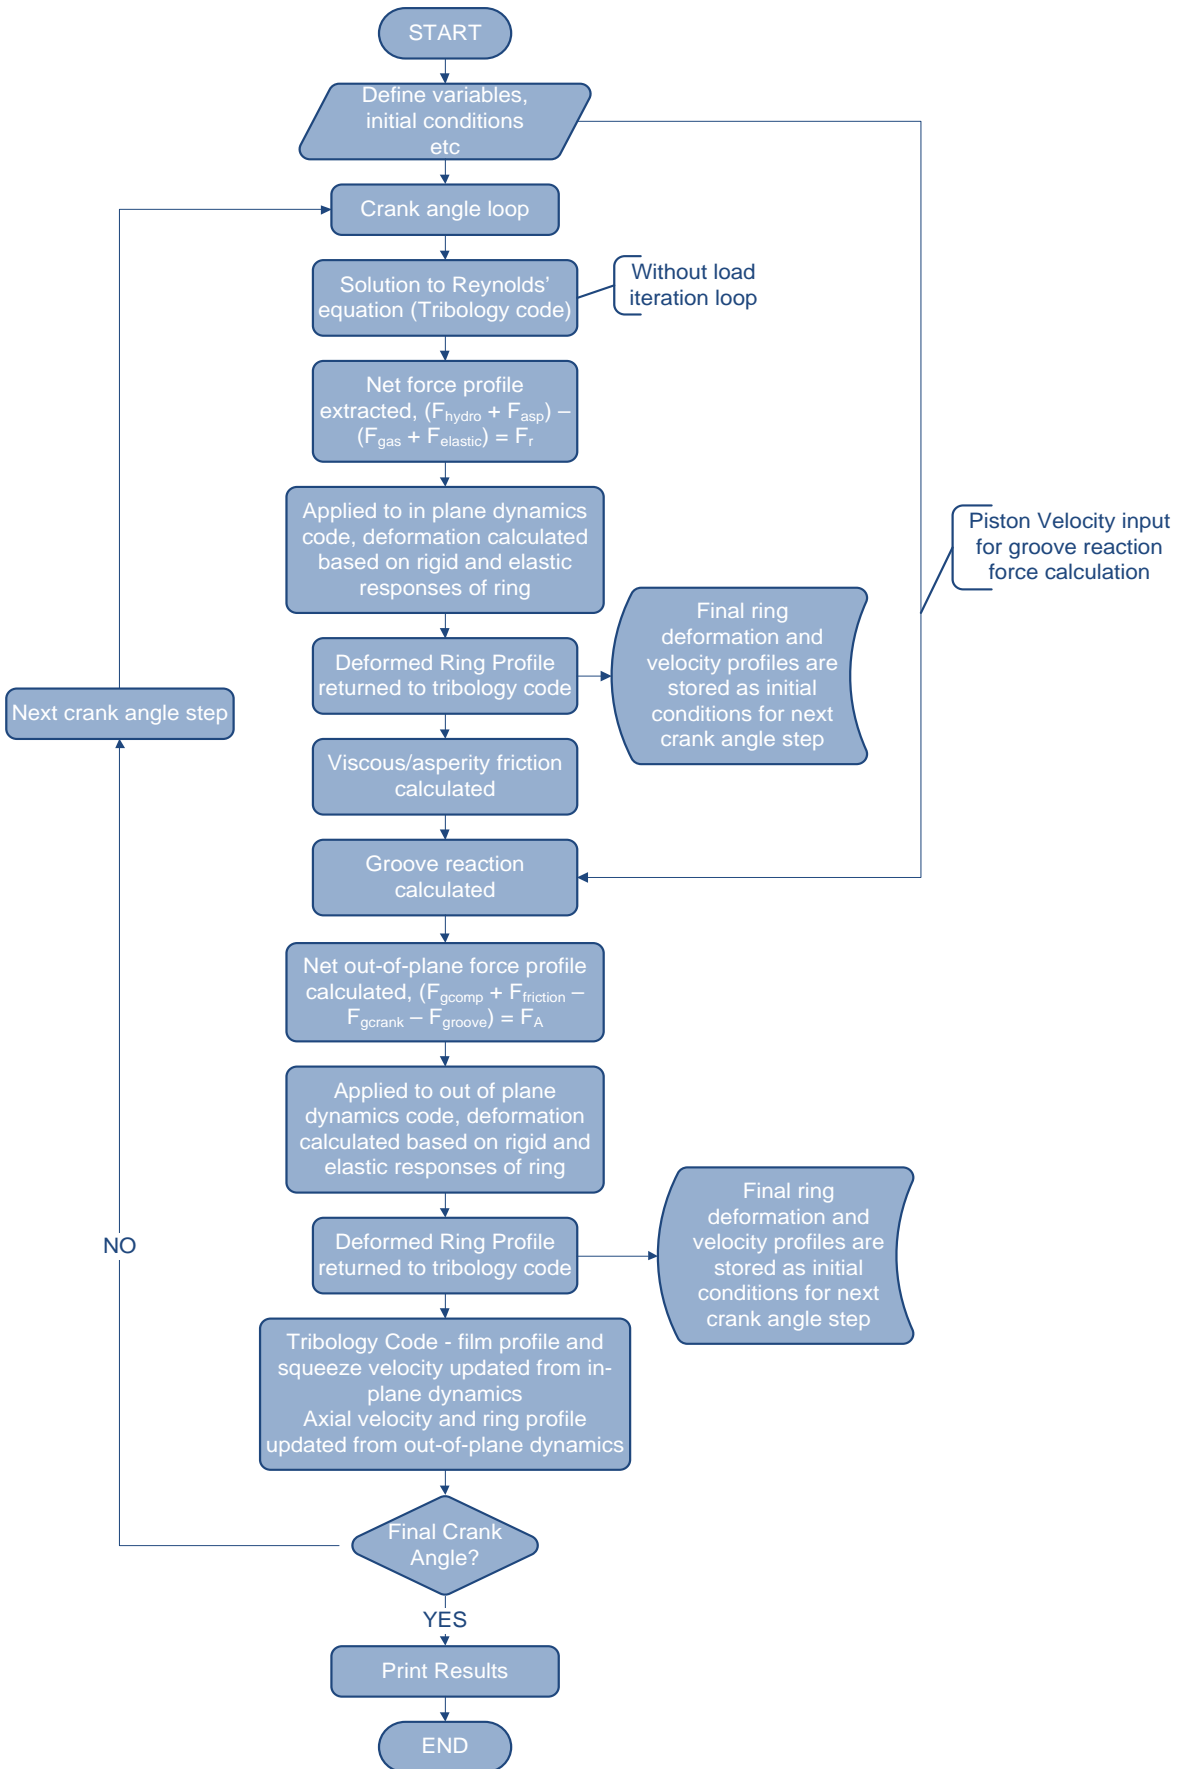 START
Define variables,
initial conditions
etc
Crank angle loop
Solution to Reynolds’
equation (Tribology code)
Without load
iteration loop
Net force profile
extracted, (Fhydro + Fasp) –
(Fgas + Felastic) = Fr
Applied to in plane dynamics
code, deformation calculated
based on rigid and elastic
responses of ring
Piston Velocity input
for groove reaction
force calculation
Deformed Ring Profile
returned to tribology code
Final ring
deformation and
velocity profiles are
stored as initial
conditions for next
crank angle step
Next crank angle step
Viscous/asperity friction
calculated
Groove reaction
calculated
Net out-of-plane force profile
calculated, (Fgcomp + Ffriction –
Fgcrank – Fgroove) = FA
Applied to out of plane
dynamics code, deformation
calculated based on rigid and
elastic responses of ring
NO
Deformed Ring Profile
returned to tribology code
Final ring
deformation and
velocity profiles are
stored as initial
conditions for next
crank angle step
Tribology Code - film profile and
squeeze velocity updated from in-
plane dynamics
Axial velocity and ring profile
updated from out-of-plane dynamics
Final Crank
Angle?
YES
Print Results
END